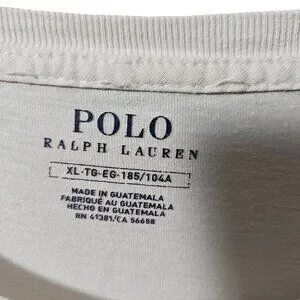 POLO
RALPH LAUREN
XL-TG-EG-185/104A
MADE IN GUATEMALA
FABRIQUÉ AU GUATEMALA
HECHO EN GUATEMALA
RN 41381/CA 56658